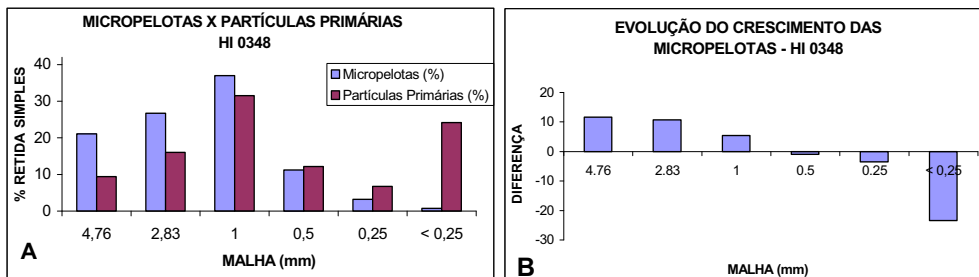 MICROPELOTAS X PARTÍCULAS PRIMÁRIAS
HI 0348
% RETIDA SIMPLES
40
30
20
10
0
Micropelotas (%)
Partículas Primárias (%)
4,76 2,83 1 0,5 0,25 < 0,25
A
MALHA (mm)
EVOLUÇÃO DO CRESCIMENTO DAS
MICROPELOTAS - HI 0348
DIFERENÇA
20
10
0
-10
-20
-30
4.76 2.83 1 0.5 0.25 < 0,25
B
MALHA (mm)